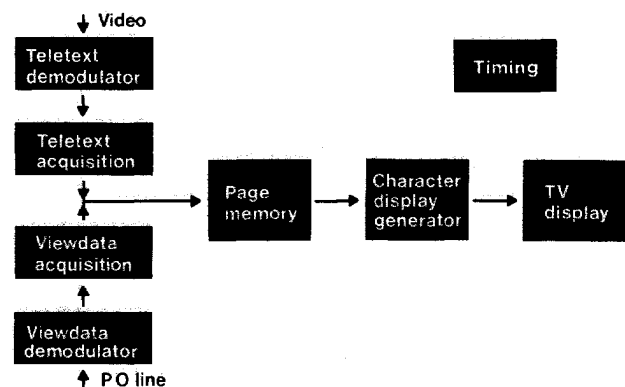 Video
Teletext
demodulator
Timing
Teletext
acquisition
Page
memory
Character
display
generator
TV
display
Viewdata
acquisition
Viewdata
demodulator
PO line